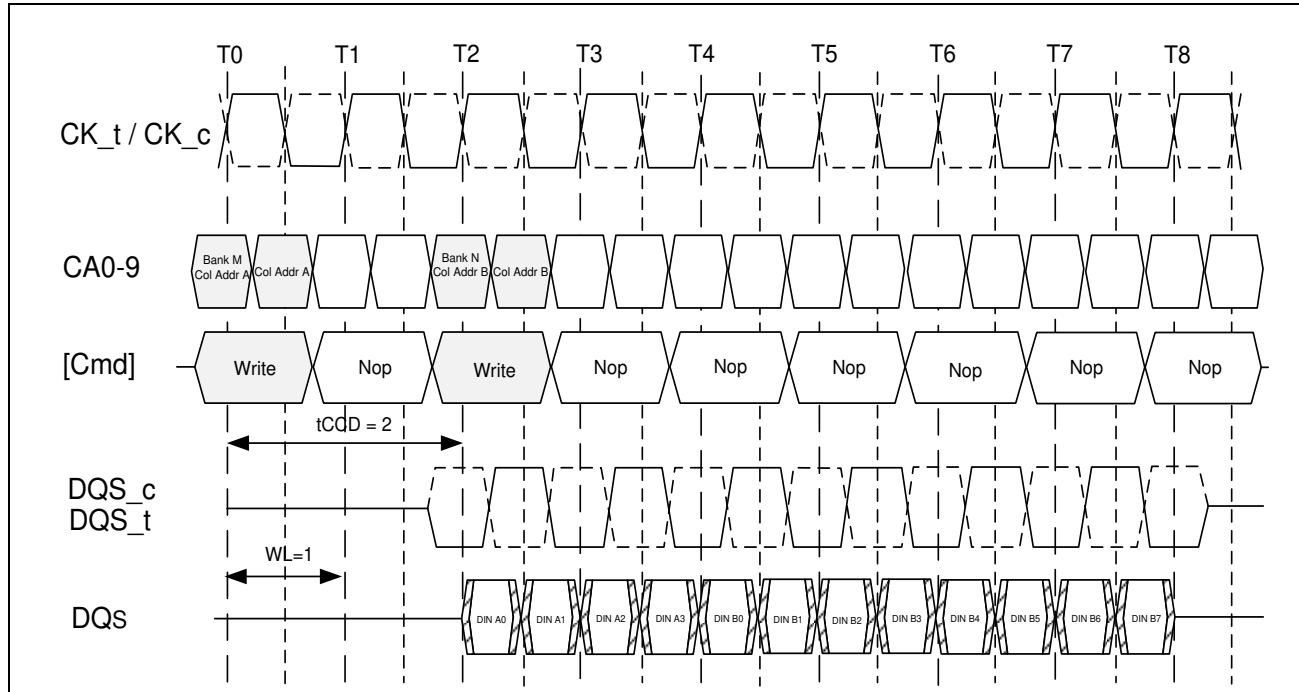 T0 T1 T2 T3 T4 T5 T6 T7 T8
CK_t / CK_c
CA0-9
Bank M
Col Addr A
Col Addr A
Bank N
Col Addr B
Col Addr B
[Cmd]
Write Nop Write Nop Nop Nop Nop Nop Nop
tCCD = 2
DQS_c
DQS_t
WL=1
DQs
DIN A0 DIN A1 DIN A2 DIN A3 DIN B0 DIN B1 DIN B2 DIN B3 DIN B4 DIN B5 DIN B6 DIN B7